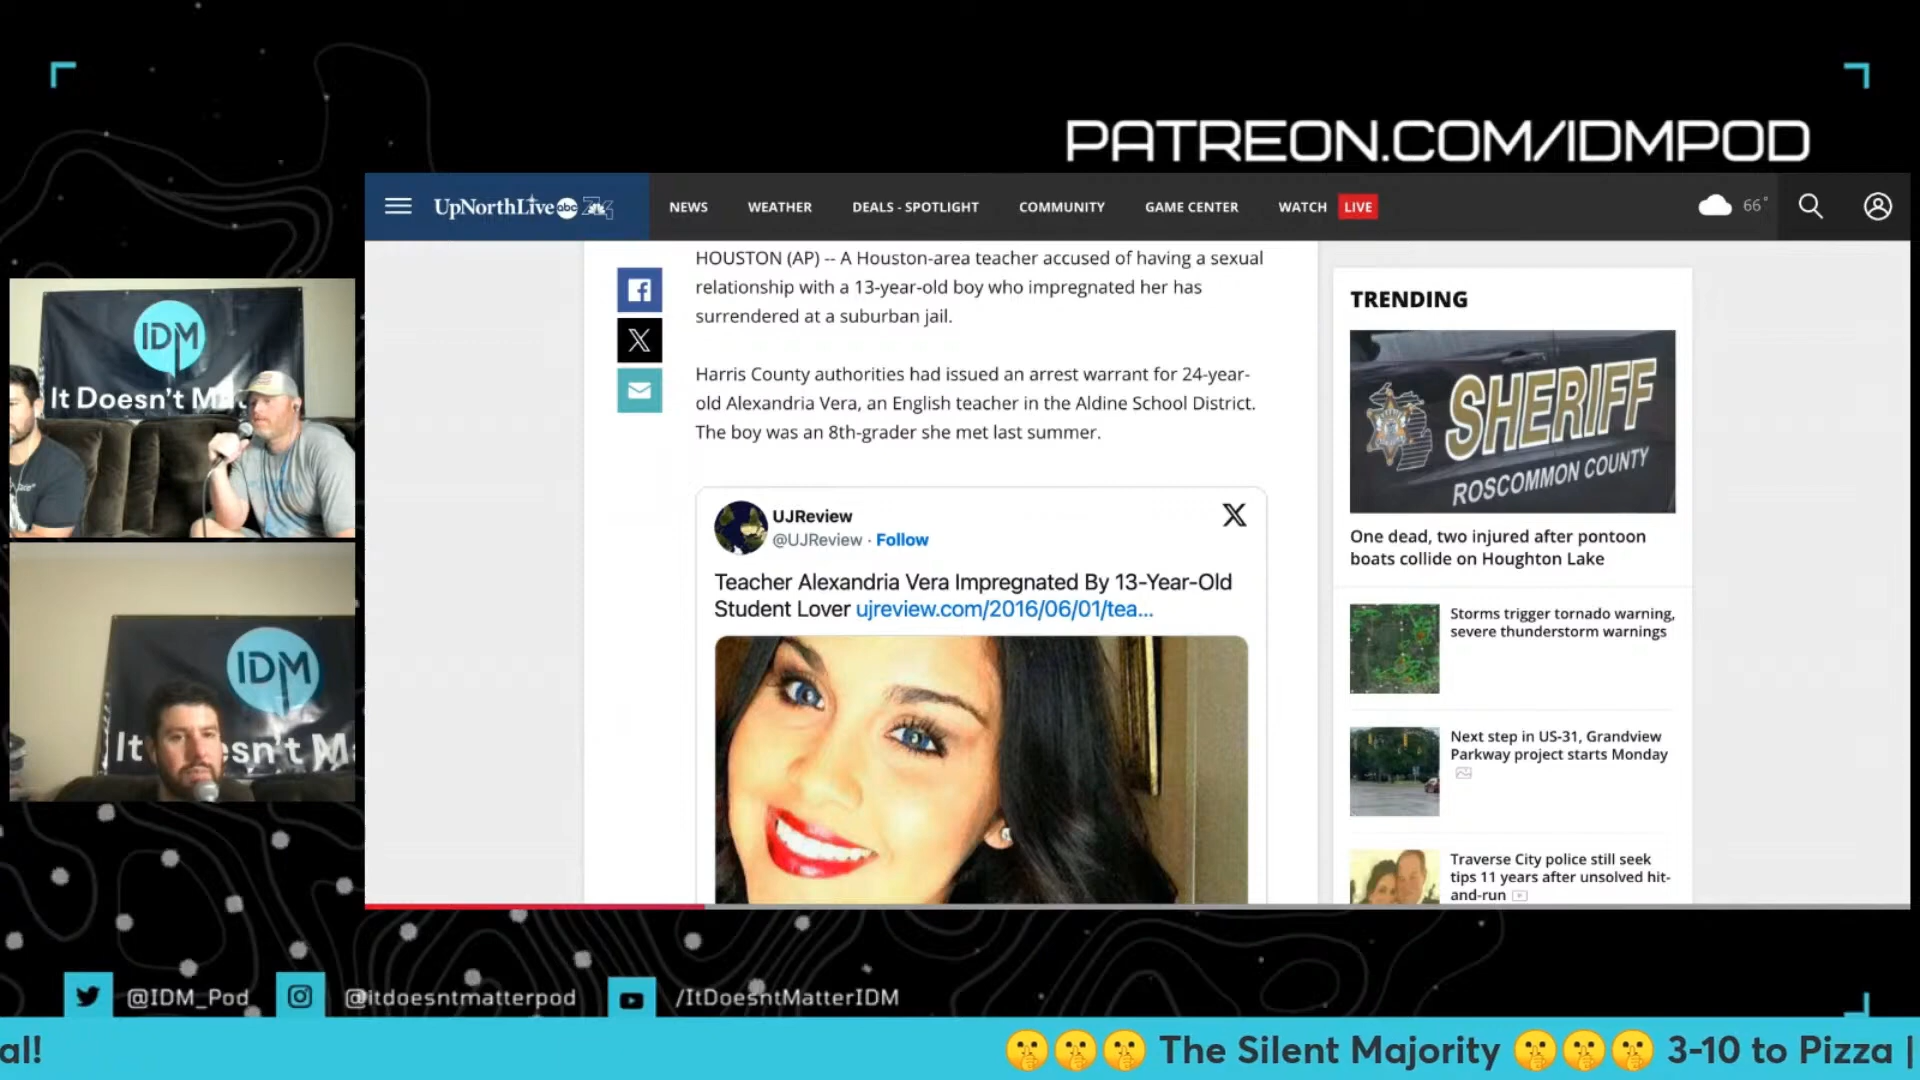 PATREON.COM/IDMPOD
UpNorthLive abc
NEWS
WEATHER
DEALS - SPOTLIGHT
COMMUNITY
GAME CENTER
WATCH
LIVE
66°
HOUSTON (AP) -- A Houston-area teacher accused of having a sexual
relationship with a 13-year-old boy who impregnated her has
surrendered at a suburban jail.
Harris County authorities had issued an arrest warrant for 24-year-
old Alexandria Vera, an English teacher in the Aldine School District.
The boy was an 8th-grader she met last summer.
UJReview
@UJReview · Follow
Teacher Alexandria Vera Impregnated By 13-Year-Old
Student Lover ujreview.com/2016/06/01/tea...
TRENDING
SHERIFF
ROSCOMMON COUNTY
One dead, two injured after pontoon
boats collide on Houghton Lake
Storms trigger tornado warning,
severe thunderstorm warnings
Next step in US-31, Grandview
Parkway project starts Monday
Traverse City police still seek
tips 11 years after unsolved hit-
and-run
IDM
It Doesn't Ma
IDM
It esn't Ma
@IDM_Pod
@itdoesntmatterpod
/ItDoesntMatterIDM
al!
🤫🤫🤫 The Silent Majority 🤫🤫🤫 3-10 to Pizza |